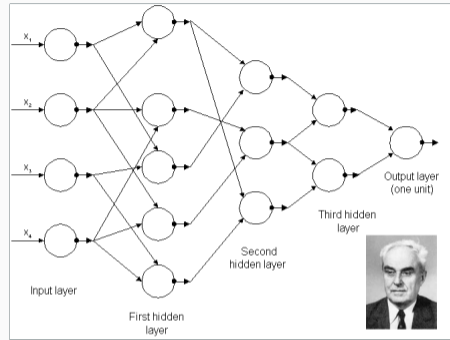 X₁
X₂
X₃
X₄
Input layer
First hidden
layer
Second
hidden layer
Third hidden
layer
Output layer
(one unit)